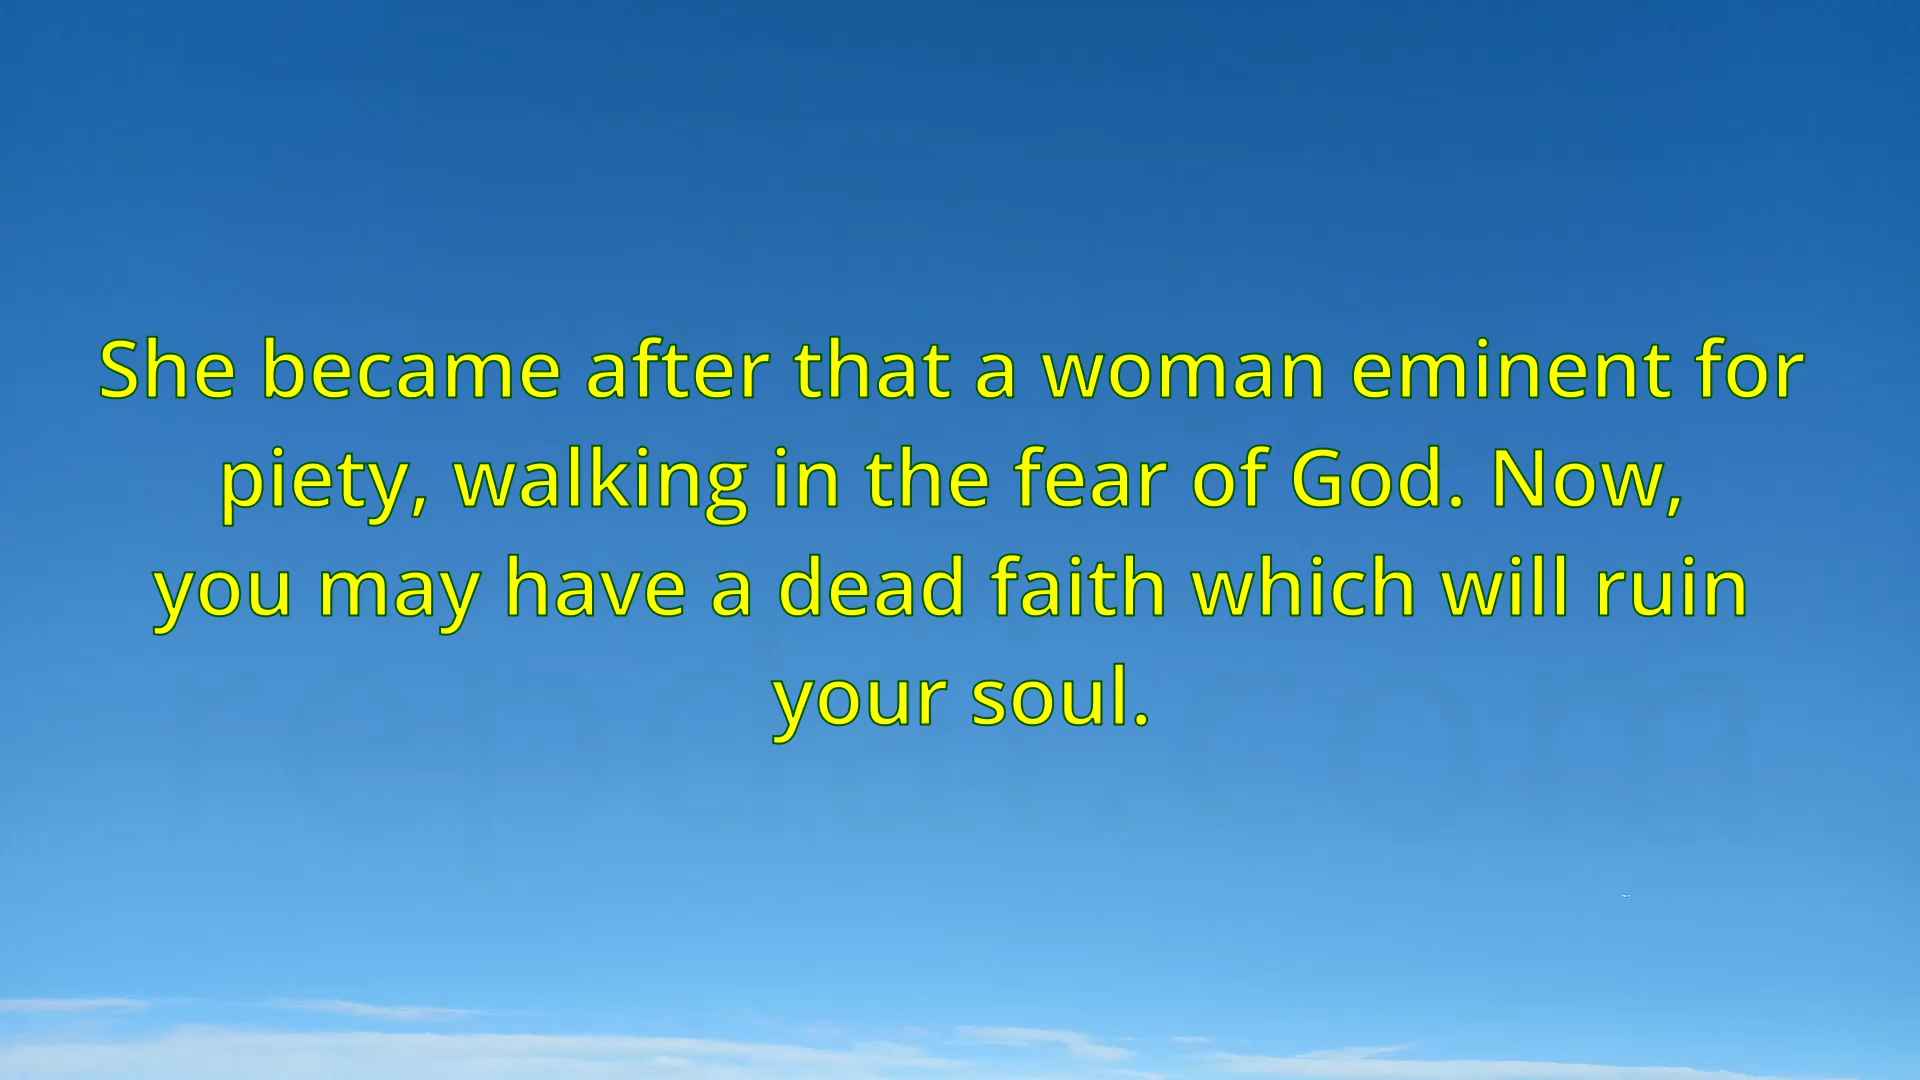 She became after that a woman eminent for
piety, walking in the fear of God. Now,
you may have a dead faith which will ruin
your soul.